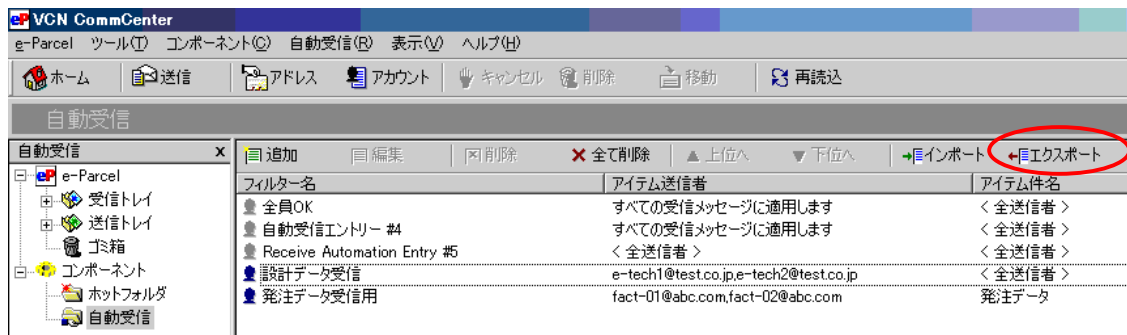 eP VCN CommCenter
e-Parcel ツール(T) コンポーネント(C) 自動受信(R) 表示(V) ヘルプ(H)
ホーム 送信 アドレス アカウント キャンセル 削除 移動 再読込
自動受信
自動受信 x 追加 編集 削除 全て削除 上位へ 下位へ インポート エクスポート
eP e-Parcel フィルター名 アイテム送信者 アイテム件名
受信トレイ 全員OK すべての受信メッセージに適用します < 全送信者 >
送信トレイ 自動受信エントリー #4 すべての受信メッセージに適用します < 全送信者 >
ゴミ箱 Receive Automation Entry #5 < 全送信者 > < 全送信者 >
コンポーネント 設計データ受信 e-tech1@test.co.jp,e-tech2@test.co.jp < 全送信者 >
ホットフォルダ 発注データ受信用 fact-01@abc.com,fact-02@abc.com 発注データ
自動受信